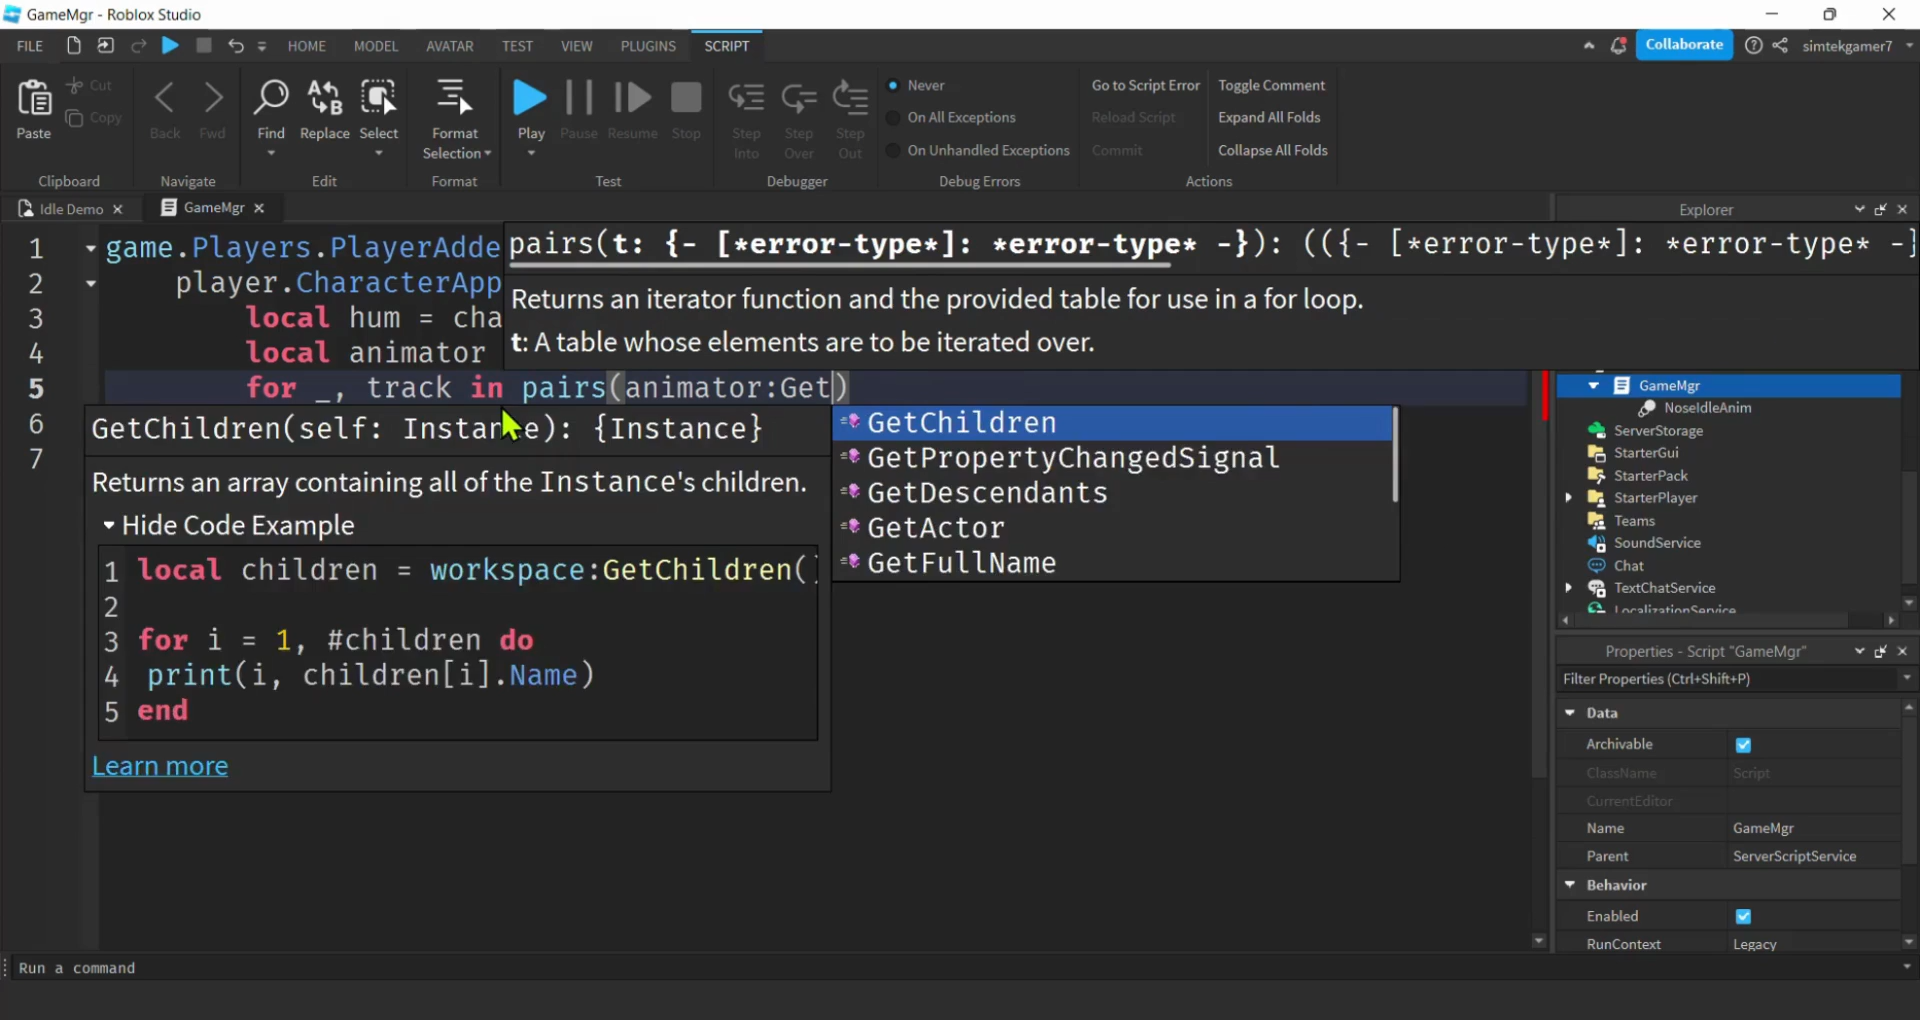 GameMgr - Roblox Studio
FILE HOME MODEL AVATAR TEST VIEW PLUGINS SCRIPT Collaborate simtekgamer7
Paste Cut Copy
Back Fwd
Find Replace Select
Format Selection
Play Pause Resume Stop
Step Into Step Over Step Out
Never
On All Exceptions
On Unhandled Exceptions
Go to Script Error
Reload Script
Commit
Toggle Comment
Expand All Folds
Collapse All Folds
Clipboard Navigate Edit Format Test Debugger Debug Errors Actions
Idle Demo GameMgr Explorer
1 game.Players.PlayerAdde
2 player.CharacterApp
3 local hum = cha
4 local animator
5 for _, track in pairs(animator:Get)
6
7
pairs(t: {- [*error-type*]: *error-type* -}): (({- [*error-type*]: *error-type* -}
Returns an iterator function and the provided table for use in a for loop.
t: A table whose elements are to be iterated over.
GetChildren(self: Instance): {Instance}
Returns an array containing all of the Instance's children.
Hide Code Example
1 local children = workspace:GetChildren()
2
3 for i = 1, #children do
4 print(i, children[i].Name)
5 end
Learn more
GetChildren
GetPropertyChangedSignal
GetDescendants
GetActor
GetFullName
GameMgr
NoseIdleAnim
ServerStorage
StarterGui
StarterPack
StarterPlayer
Teams
SoundService
Chat
TextChatService
LocalizationService
Properties - Script "GameMgr"
Filter Properties (Ctrl+Shift+P)
Data
Archivable
ClassName Script
CurrentEditor
Name GameMgr
Parent ServerScriptService
Behavior
Enabled
RunContext Legacy
Run a command